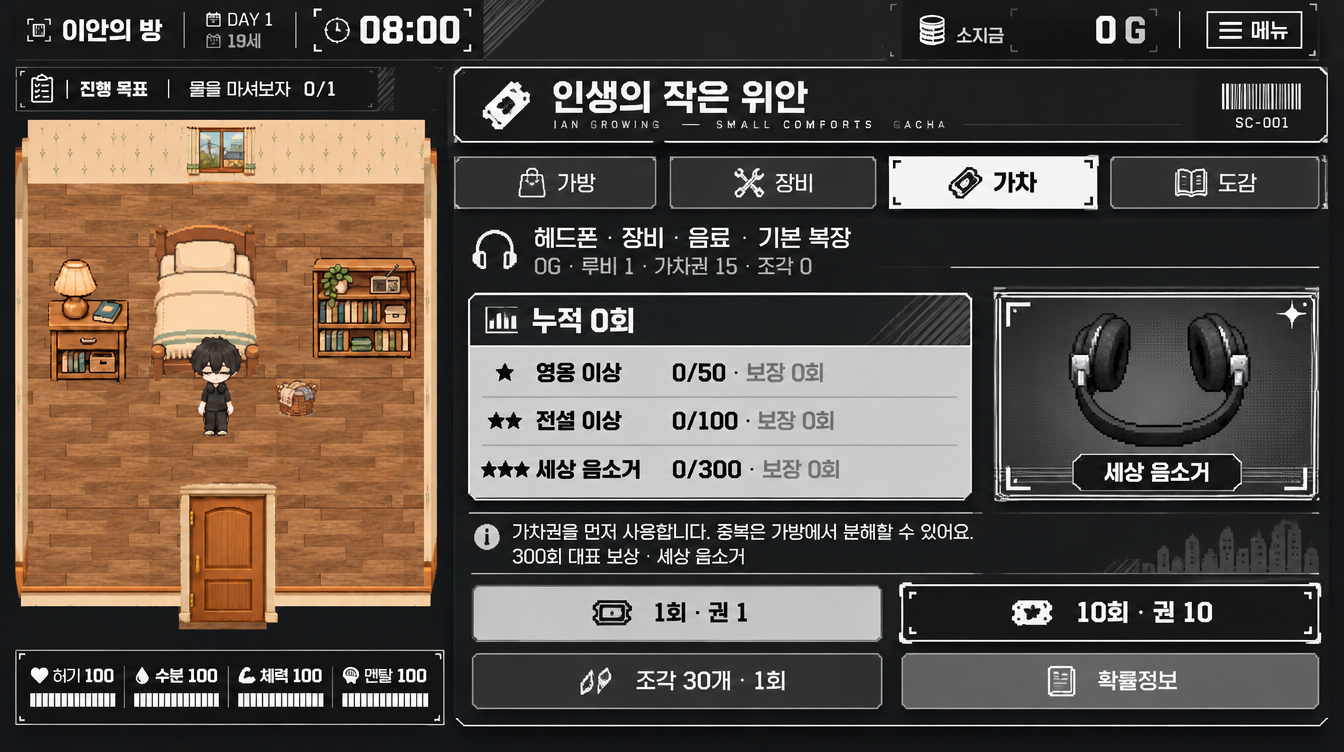 이안의 방
DAY 1
19세
08:00
소지금
0 G
메뉴
진행 목표
물을 마셔보자 0/1
인생의 작은 위안
IAN GROWING — SMALL COMFORTS GACHA
SC-001
가방
장비
가차
도감
헤드폰 · 장비 · 음료 · 기본 복장
0G · 루비 1 · 가차권 15 · 조각 0
누적 0회
★ 영웅 이상 0/50 · 보장 0회
★★ 전설 이상 0/100 · 보장 0회
★★★ 세상 음소거 0/300 · 보장 0회
세상 음소거
가차권을 먼저 사용합니다. 중복은 가방에서 분해할 수 있어요.
300회 대표 보상 · 세상 음소거
1회 · 권 1
10회 · 권 10
조각 30개 · 1회
확률정보
허기 100
수분 100
체력 100
멘탈 100